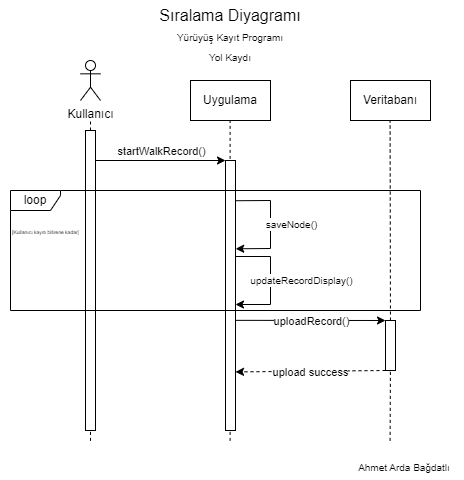 Sıralama Diyagramı
Yürüyüş Kayıt Programı
Yol Kaydı
Kullanıcı
Uygulama
Veritabanı
startWalkRecord()
loop
[Kullanıcı kayıtı bitirene kadar]
saveNode()
updateRecordDisplay()
uploadRecord()
upload success
Ahmet Arda Bağdatlı